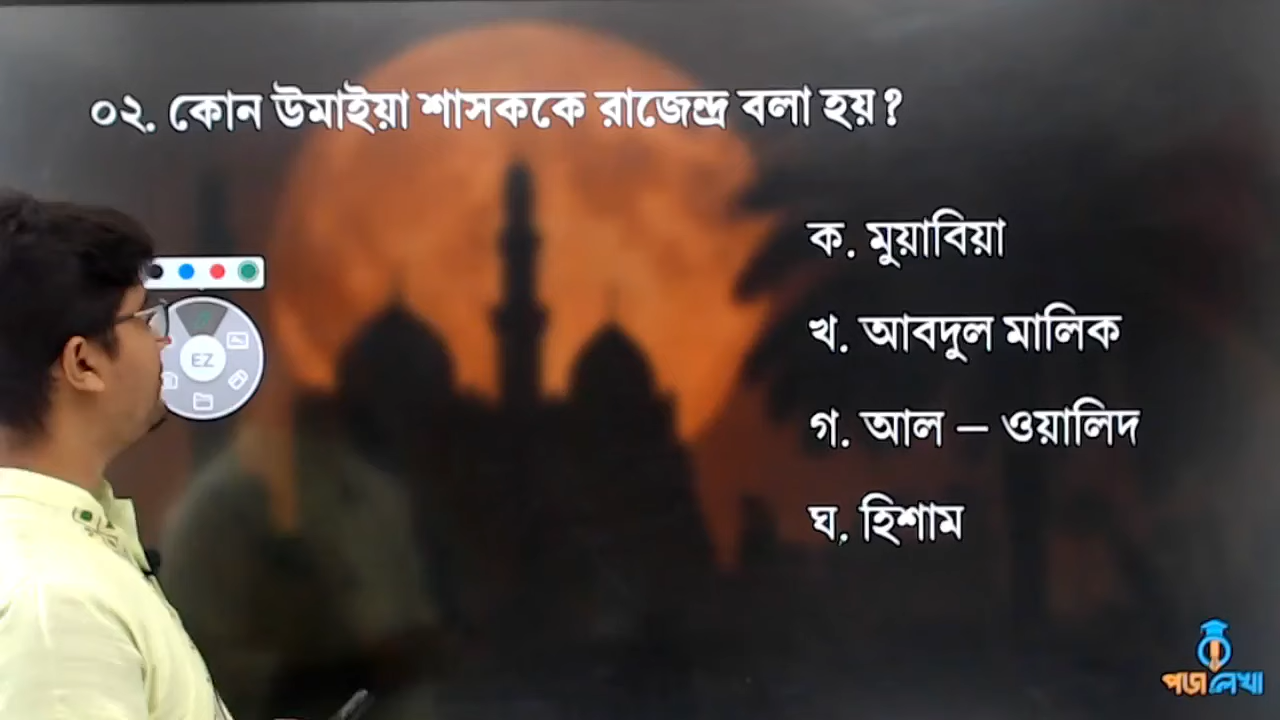 ০২. কোন উমাইয়া শাসককে রাজেন্দ্র বলা হয়?
ক. মুয়াবিয়া
খ. আবদুল মালিক
গ. আল – ওয়ালিদ
ঘ. হিশাম
EZ
পড়ালেখা